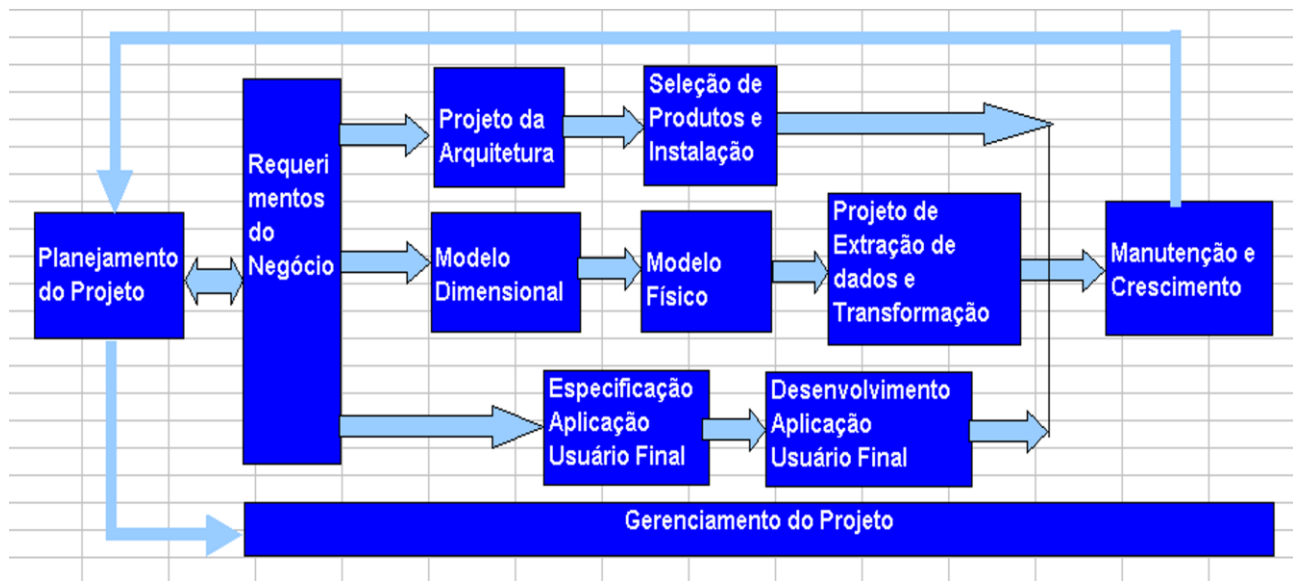 Planejamento
do Projeto
Requeri
mentos
do
Negócio
Projeto da
Arquitetura
Seleção de
Produtos e
Instalação
Modelo
Dimensional
Modelo
Físico
Projeto de
Extração de
dados e
Transformação
Especificação
Aplicação
Usuário Final
Desenvolvimento
Aplicação
Usuário Final
Manutenção e
Crescimento
Gerenciamento do Projeto